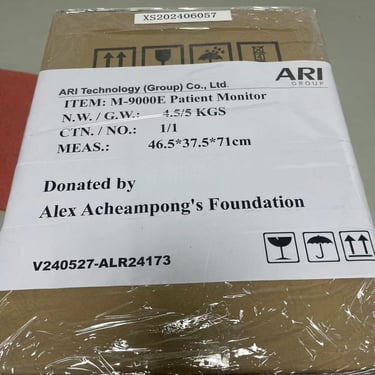 XS202406057
ARI
GROUP
ARI Technology (Group) Co., Ltd.
ITEM: M-9000E Patient Monitor
N.W. / G.W.: 4.5/5 KGS
CTN. / NO.: 1/1
MEAS.: 46.5*37.5*71cm
Donated by
Alex Acheampong's Foundation
V240527-ALR24173